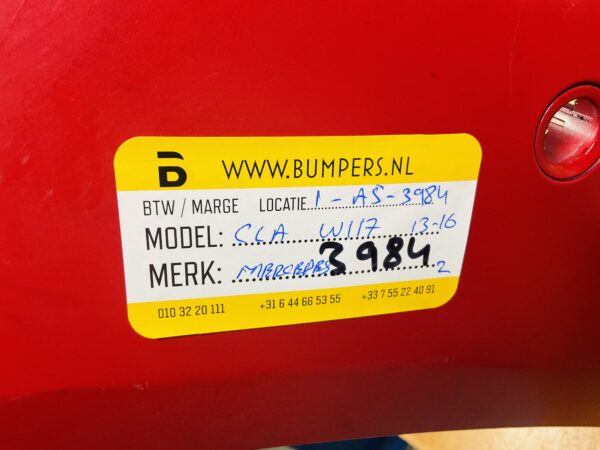 WWW.BUMPERS.NL
BTW / MARGE LOCATIE 1 - AS - 3984
MODEL: CLA W117 13-16
MERK: MERCEDES 3984 2
010 32 20 111 +31 6 44 66 53 55 +33 7 55 22 40 91